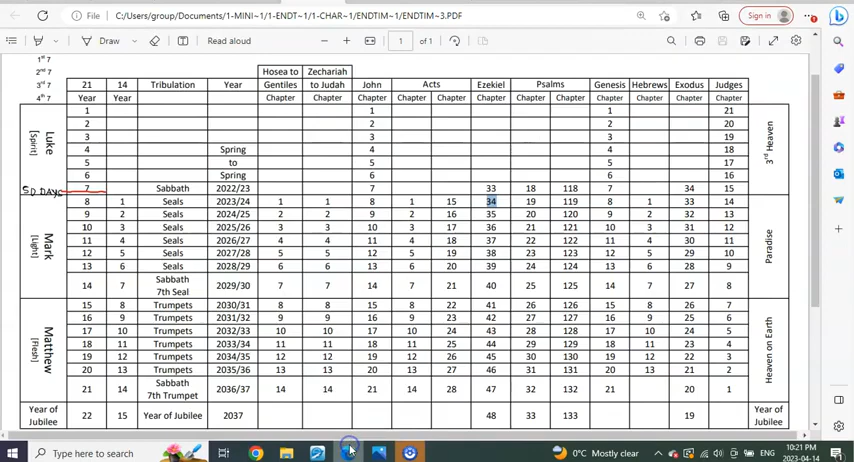 File
C:/Users/group/Documents/1-MINI~1/1-ENDT~1/1-CHAR~1/ENDTIM~1/ENDTIM~3.PDF
Sign in
Draw
Read aloud
1
of 1
1st 7
2nd 7
3rd 7
4th 7
Hosea to Zechariah
21 14 Tribulation Year Gentiles to Judah John Acts Ezekiel Psalms Genesis Hebrews Exodus Judges
Year Year Chapter Chapter Chapter Chapter Chapter Chapter Chapter Chapter Chapter Chapter Chapter Chapter
Luke
[Spirit]
1 1 1 21
2 2 2 20
3 3 3 19
4 Spring 4 4 18
5 to 5 5 17
6 Spring 6 6 16
50 DAYS
7 Sabbath 2022/23 7 33 18 118 7 34 15
3rd Heaven
Mark
[Light]
8 1 Seals 2023/24 1 1 8 1 15 34 19 119 8 1 33 14
9 2 Seals 2024/25 2 2 9 2 16 35 20 120 9 2 32 13
10 3 Seals 2025/26 3 3 10 3 17 36 21 121 10 3 31 12
11 4 Seals 2026/27 4 4 11 4 18 37 22 122 11 4 30 11
12 5 Seals 2027/28 5 5 12 5 19 38 23 123 12 5 29 10
13 6 Seals 2028/29 6 6 13 6 20 39 24 124 13 6 28 9
14 7 Sabbath 2029/30 7 7 14 7 21 40 25 125 14 7 27 8
7th Seal
Paradise
Matthew
[Flesh]
15 8 Trumpets 2030/31 8 8 15 8 22 41 26 126 15 8 26 7
16 9 Trumpets 2031/32 9 9 16 9 23 42 27 127 16 9 25 6
17 10 Trumpets 2032/33 10 10 17 10 24 43 28 128 17 10 24 5
18 11 Trumpets 2033/34 11 11 18 11 25 44 29 129 18 11 23 4
19 12 Trumpets 2034/35 12 12 19 12 26 45 30 130 19 12 22 3
20 13 Trumpets 2035/36 13 13 20 13 27 46 31 131 20 13 21 2
21 14 Sabbath 2036/37 14 14 21 14 28 47 32 132 21 20 1
7th Trumpet
Heaven on Earth
Year of Jubilee
22 15 Year of Jubilee 2037 48 33 133 19
Year of Jubilee
Type here to search
0°C Mostly clear
ENG
10:21 PM
2023-04-14